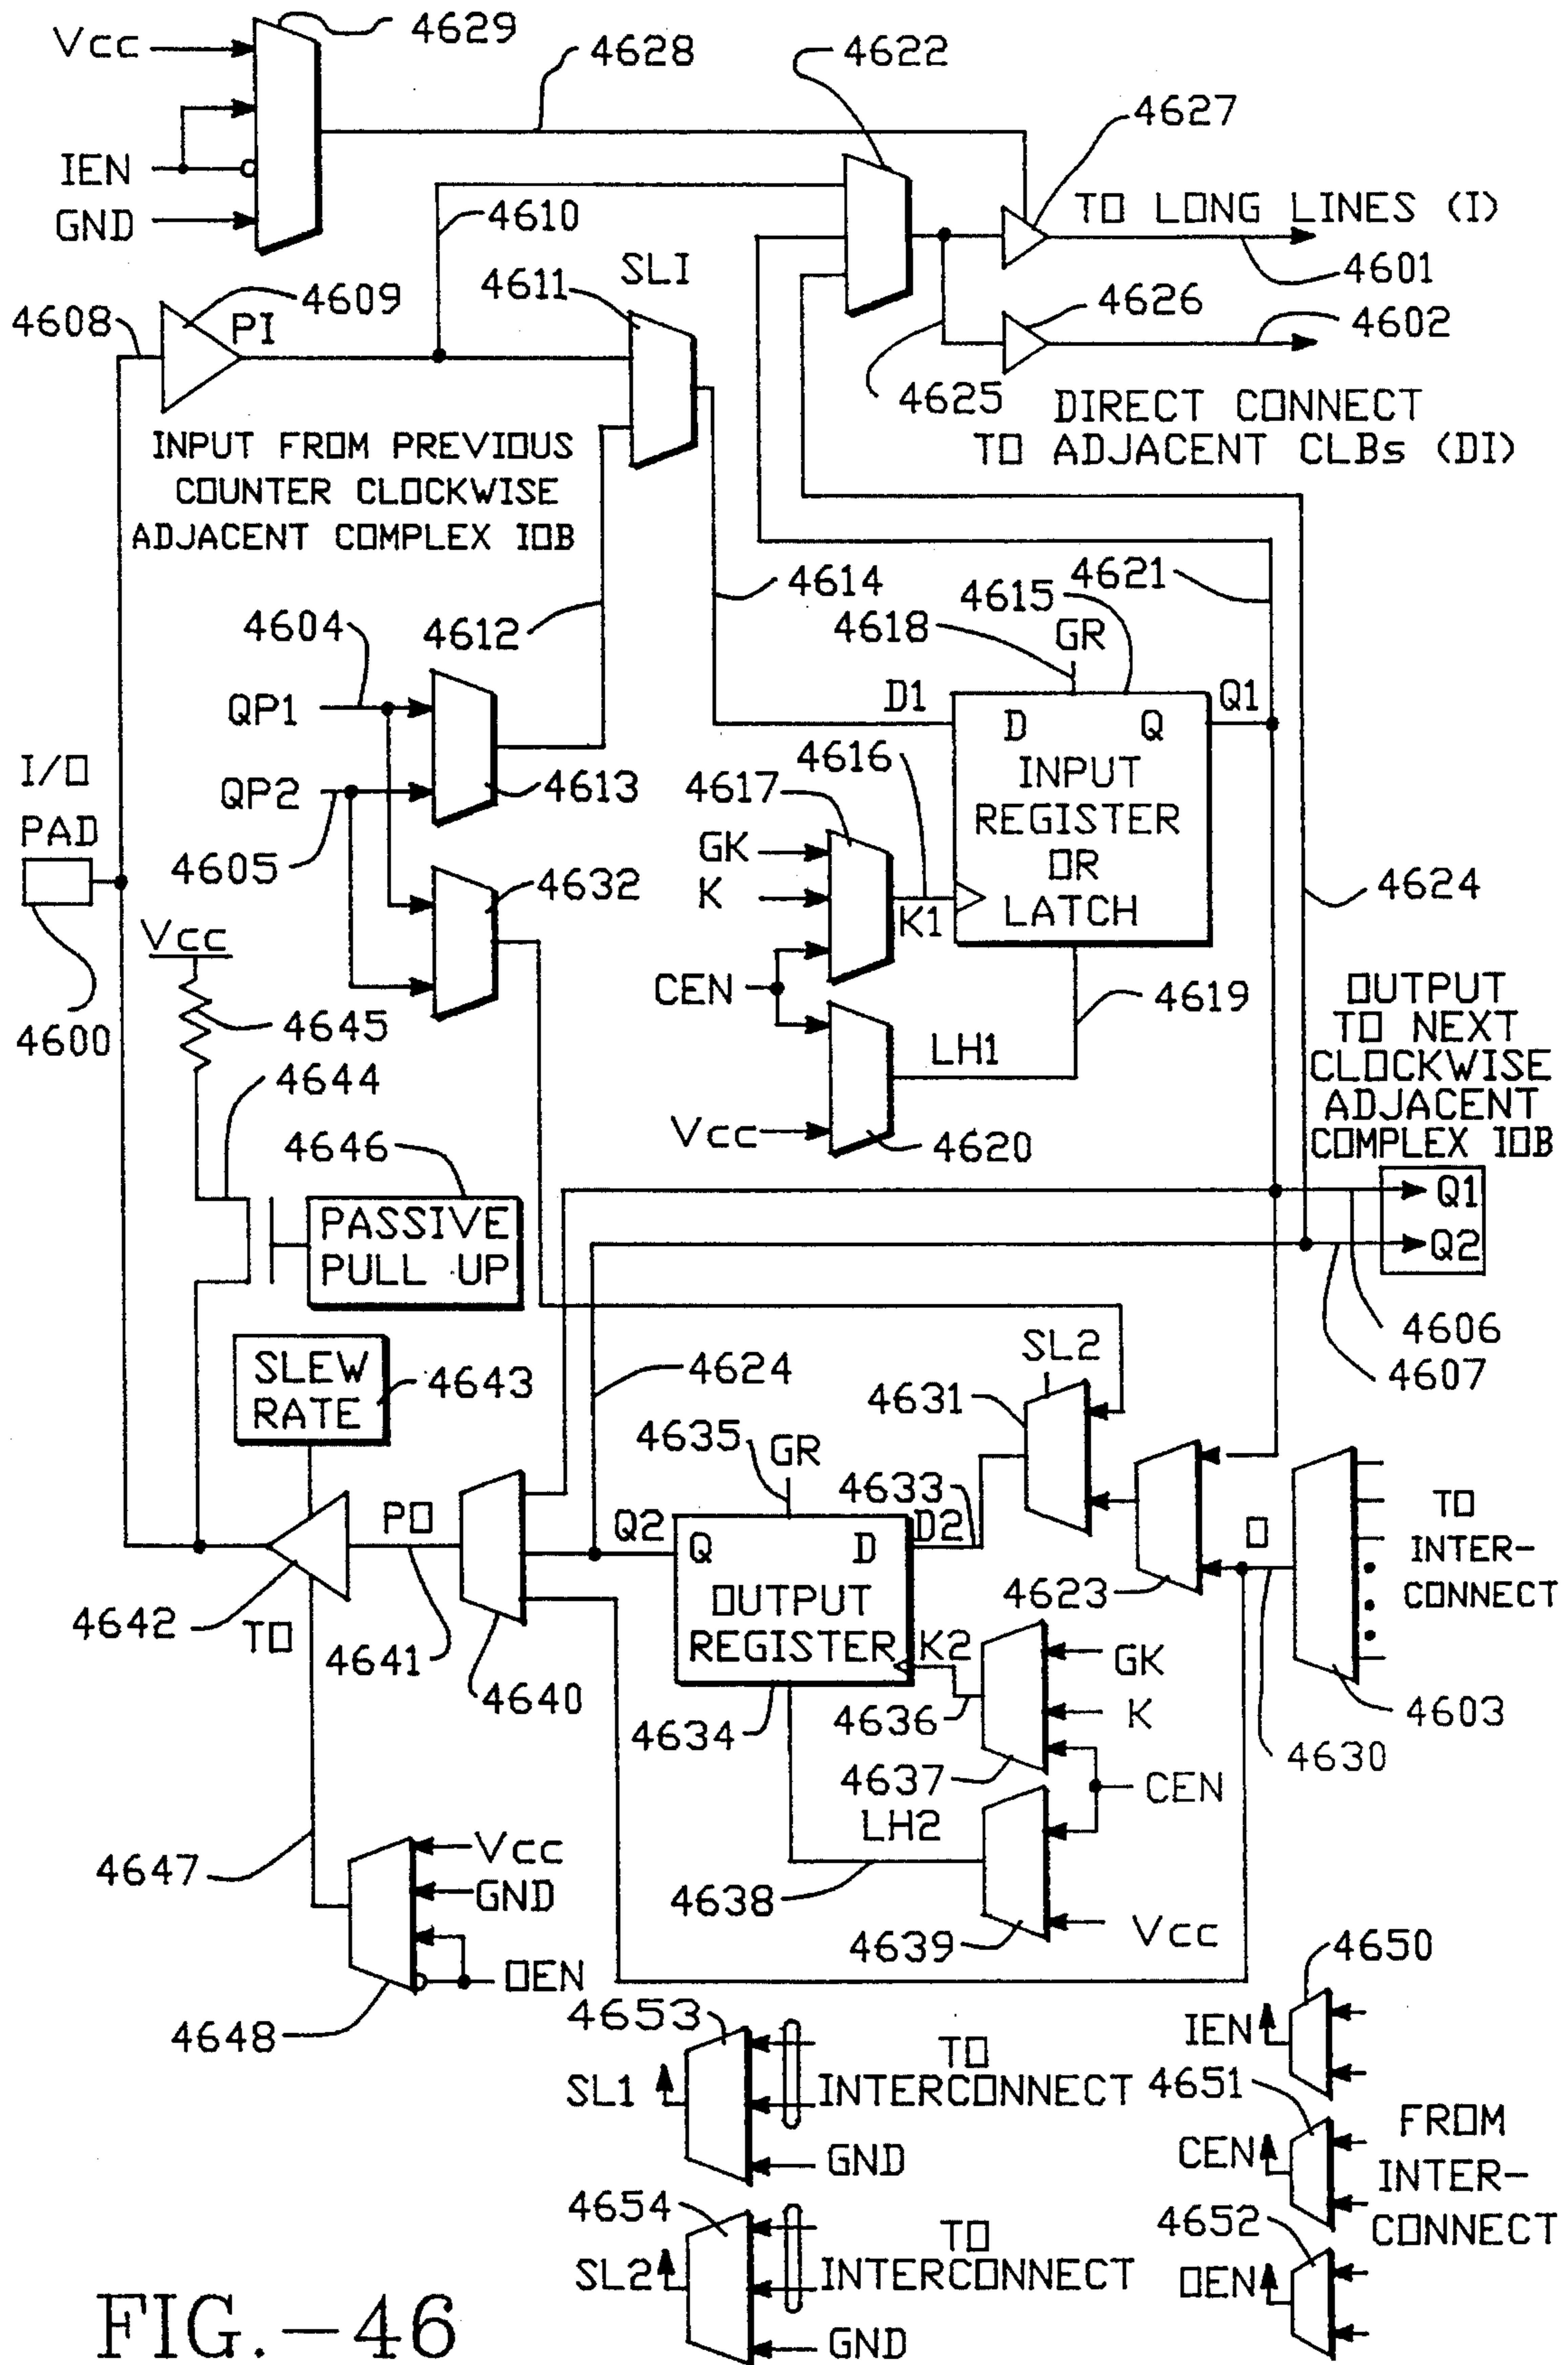 4629
Vcc
4628
4622
4627
IEN
GND
4610
TO LONG LINES (I)
4601
4611
SLI
4608
4609
PI
4626
4602
4625
DIRECT CONNECT
TO ADJACENT CLBs (DI)
INPUT FROM PREVIOUS
COUNTER CLOCKWISE
ADJACENT COMPLEX IOB
4614
4621
4615
4618
GR
4604
4612
QP1
D1
Q1
D
Q
INPUT
REGISTER
OR
LATCH
4616
4617
I/O
PAD
QP2
4613
4605
GK
K
K1
4632
4624
Vcc
CEN
4619
4600
4645
LH1
4644
Vcc
4620
OUTPUT
TO NEXT
CLOCKWISE
ADJACENT
COMPLEX IOB
4646
PASSIVE
PULL UP
Q1
Q2
4606
4607
SLEW
RATE
4643
4624
SL2
4631
4635
GR
4633
PO
Q2
Q
D
D2
OUTPUT
REGISTER
K2
O
TO
INTER-
CONNECT
4623
4642
TO
4641
4640
4634
4636
GK
K
4603
4630
4637
CEN
LH2
4647
Vcc
GND
4638
4639
Vcc
OEN
4648
4650
IEN
4653
SL1
TO
INTERCONNECT
GND
4651
CEN
FROM
INTER-
CONNECT
4654
SL2
TO
INTERCONNECT
GND
4652
OEN
FIG.-46